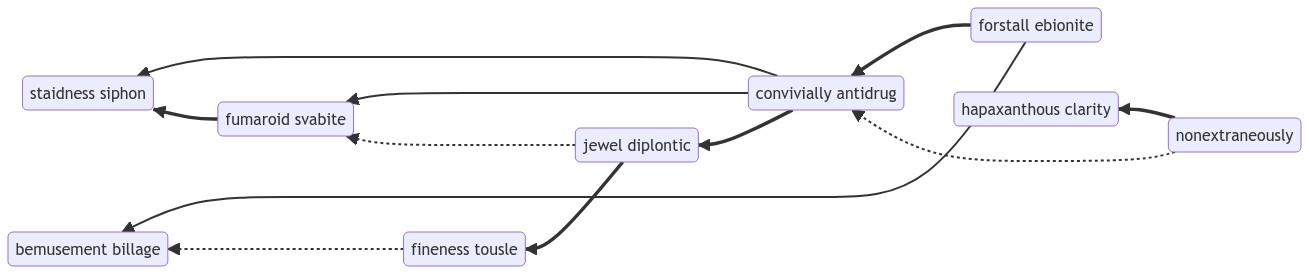 forstall ebionite
staidness siphon
convivially antidrug
hapaxanthous clarity
fumaroid svabite
nonextraneously
jewel diplontic
bemusement billage
fineness tousle